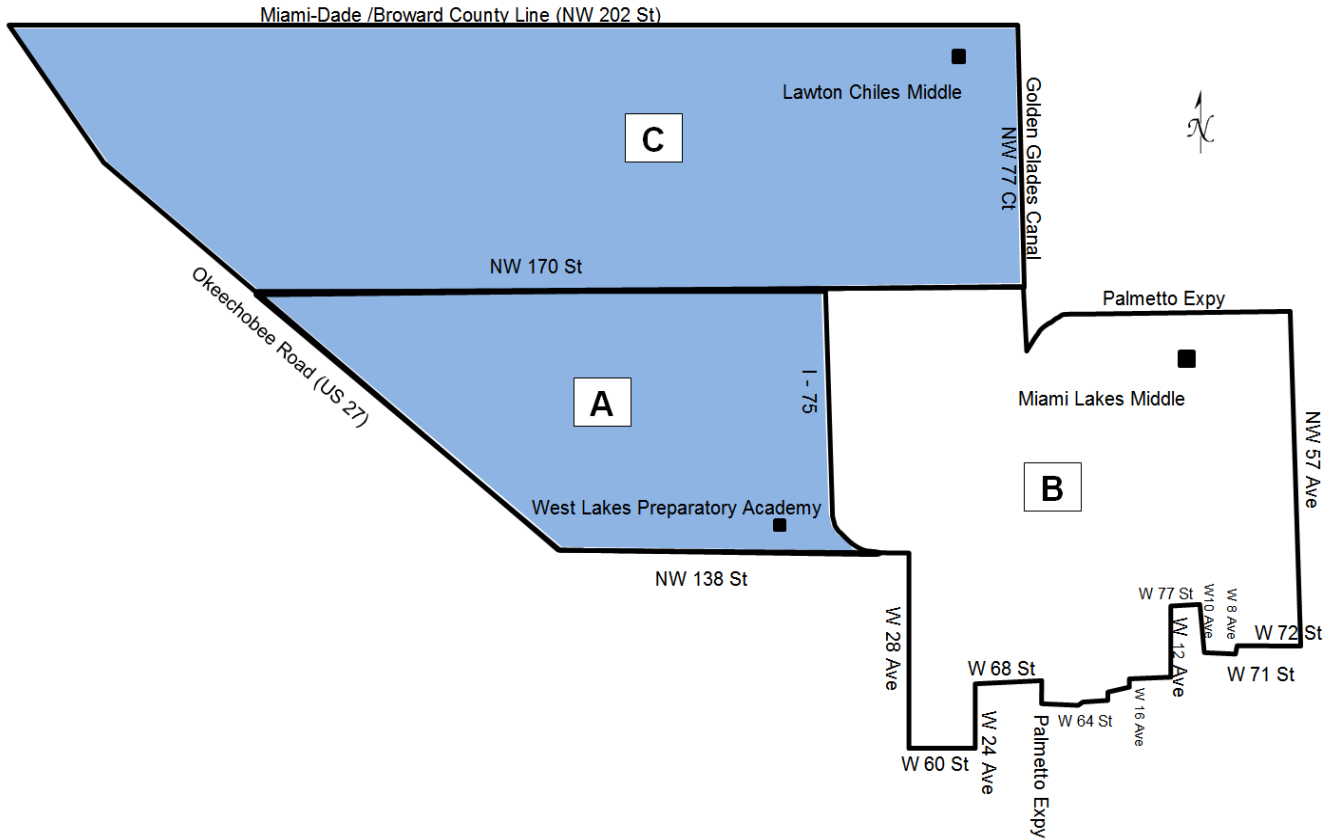 Miami-Dade /Broward County Line (NW 202 St)
Lawton Chiles Middle
Golden Glades Canal
NW 77 Ct
C
N
NW 170 St
Okeechobee Road (US 27)
Palmetto Expy
I - 75
A
Miami Lakes Middle
NW 57 Ave
B
West Lakes Preparatory Academy
NW 138 St
W 28 Ave
W 77 St
W10 Ave
W 8 Ave
W 72 St
W 12 Ave
W 71 St
W 68 St
W 64 St
W 16 Ave
W 24 Ave
Palmetto Expy
W 60 St